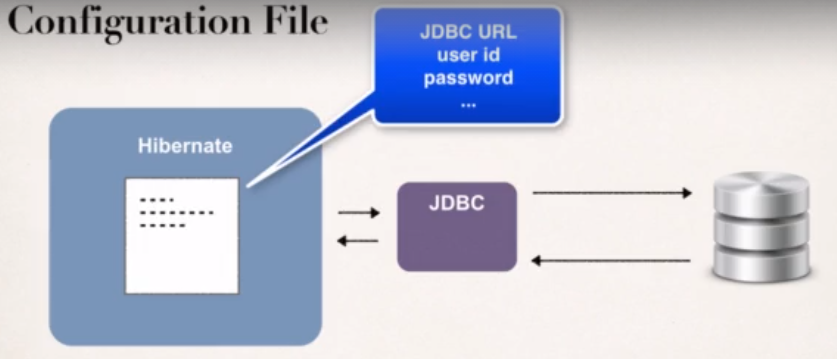 Configuration File
JDBC URL
user id
password
...
Hibernate
JDBC